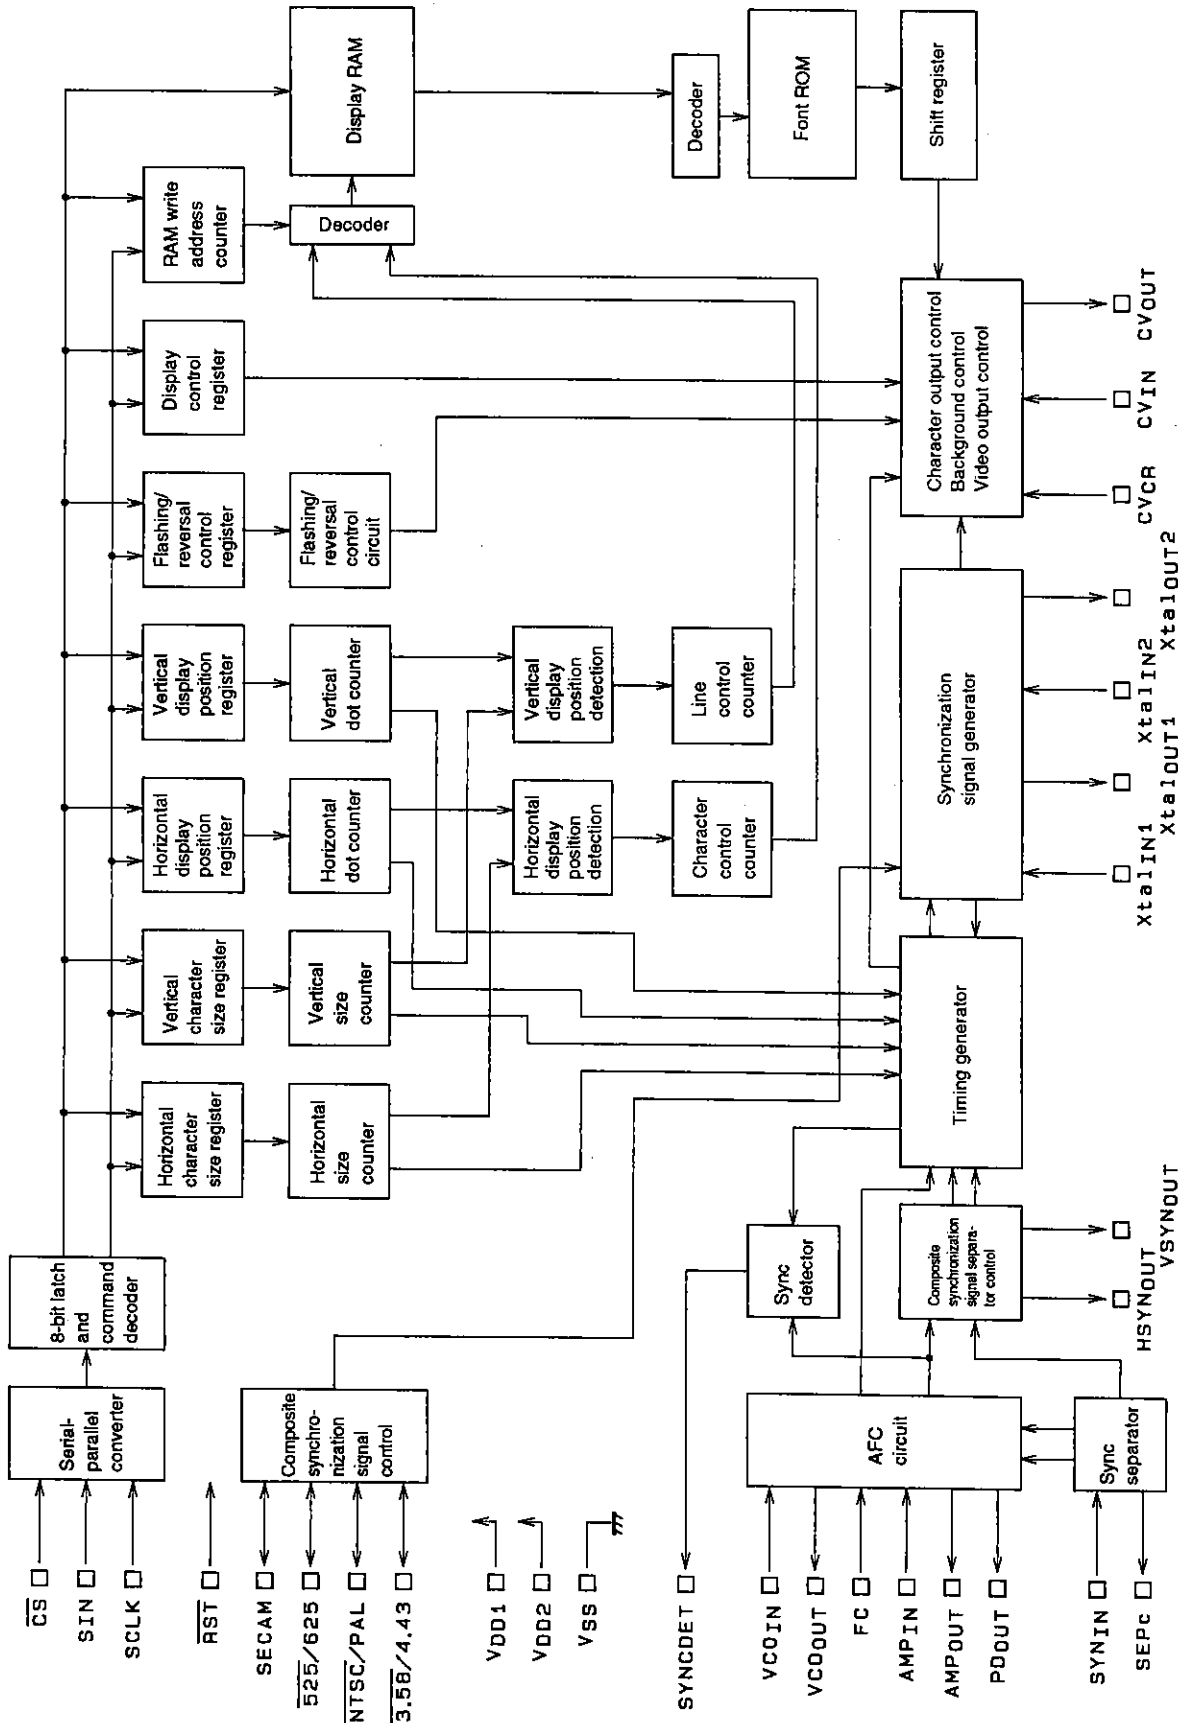 CS
SIN
SCLK
RST
SECAM
525/625
NTSC/PAL
3.58/4.43
VDD1
VDD2
VSS
SYNCDET
VCOIN
VCOOUT
FC
AMPIN
AMPOUT
PDOUT
SYNIN
SEPC
Serial-
parallel
converter
8-bit latch
and
command
decoder
Composite
synchro-
nization
signal
control
Horizontal
character
size register
Vertical
character
size register
Horizontal
display
position
register
Vertical
display
position
register
Flashing/
reversal
control
register
Display
control
register
RAM write
address
counter
Horizontal
size
counter
Vertical
size
counter
Horizontal
dot counter
Vertical
dot counter
Flashing/
reversal
control
circuit
Decoder
Display RAM
Horizontal
display
position
detection
Vertical
display
position
detection
Character
control
counter
Line
control
counter
Decoder
Font ROM
Shift register
Sync
detector
AFC
circuit
Sync
separator
Composite
synchronization
signal separa-
tor control
Timing generator
Synchronization
signal generator
Character output control
Background control
Video output control
HSYNOUT
VSYNOUT
XtalIN1
XtalOUT1
XtalIN2
XtalOUT2
CVCR
CVIN
CVOUT